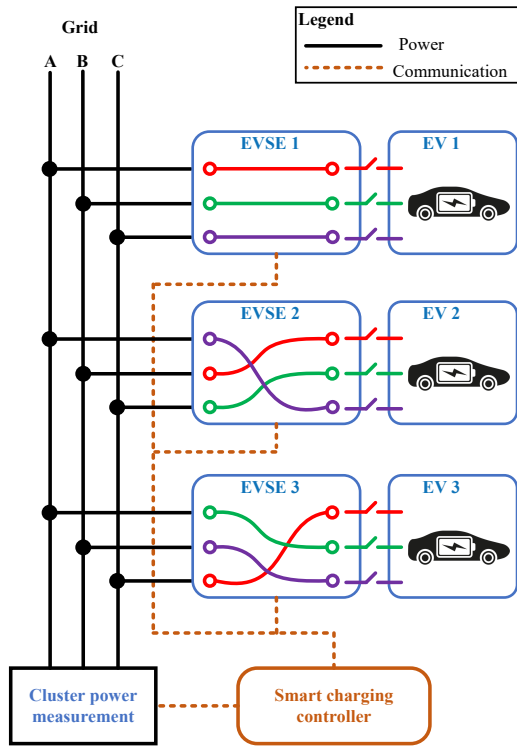 Legend
Power
Communication
Grid
A B C
EVSE 1
EV 1
EVSE 2
EV 2
EVSE 3
EV 3
Cluster power
measurement
Smart charging
controller